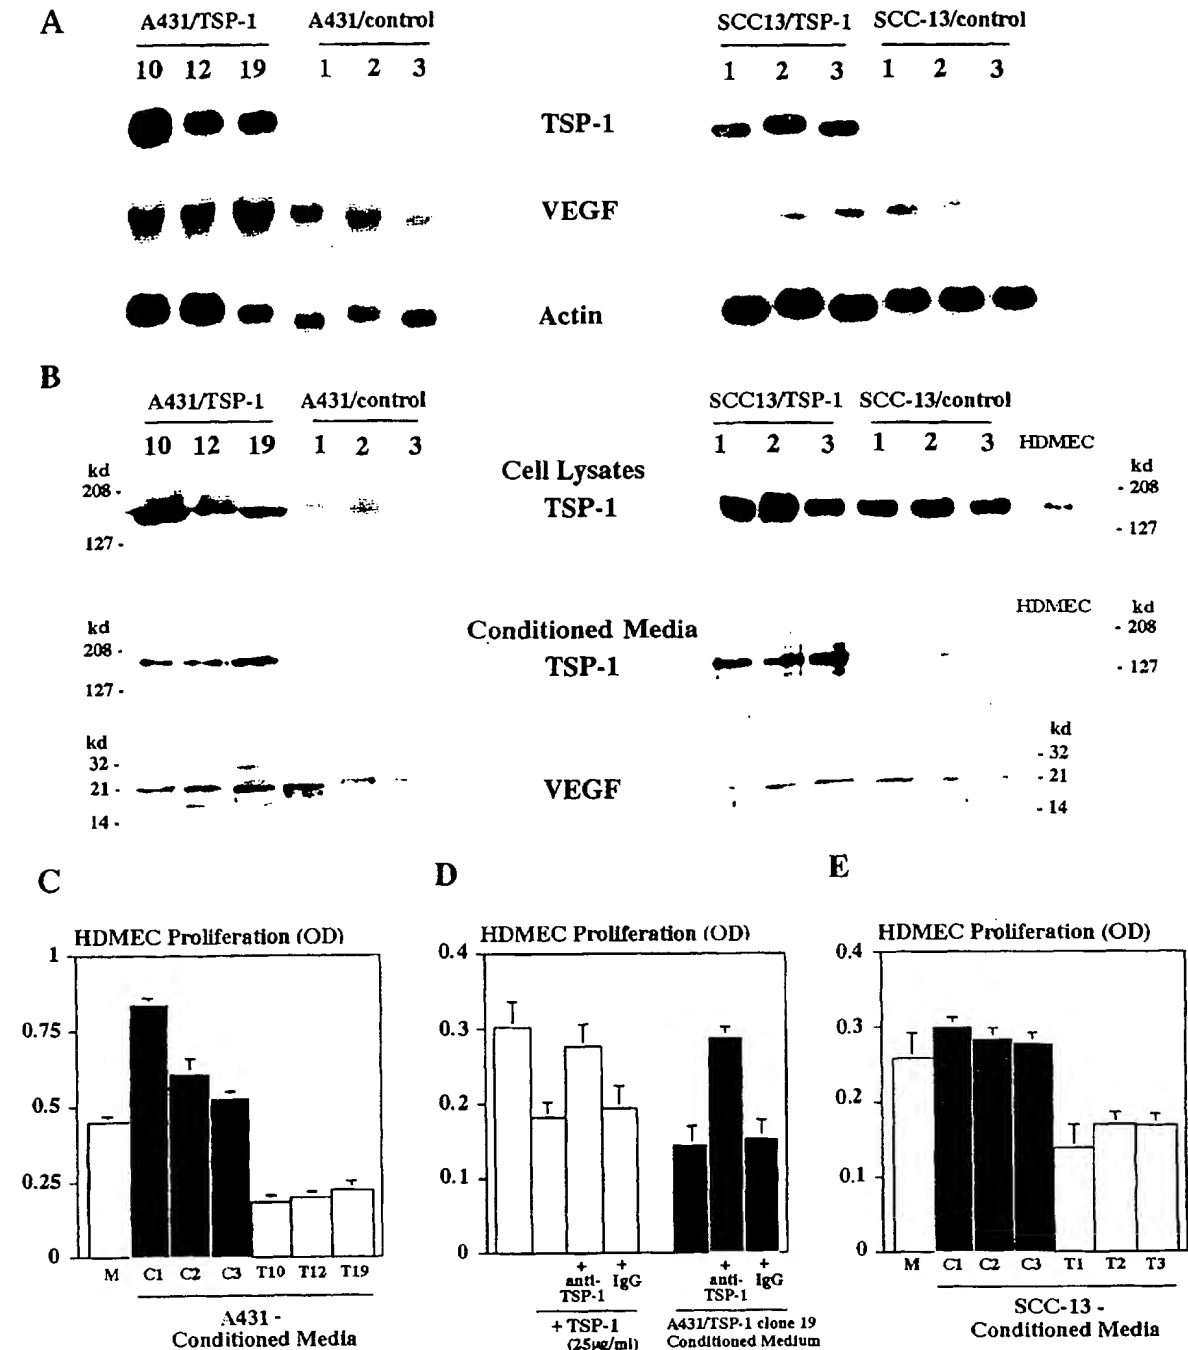 A
A431/TSP-1 A431/control SCC13/TSP-1 SCC-13/control
10 12 19 1 2 3 1 2 3 1 2 3
TSP-1
VEGF
Actin
B
A431/TSP-1 A431/control SCC13/TSP-1 SCC-13/control
10 12 19 1 2 3 1 2 3 1 2 3 HDMEC
kd Cell Lysates kd
208 - TSP-1 - 208
127 - - 127
HDMEC kd
kd Conditioned Media - 208
208 - TSP-1 - 127
127 -
kd kd
32 - - 32
21 - VEGF - 21
14 - - 14
C
HDMEC Proliferation (OD)
1
0.75
0.5
0.25
0
M C1 C2 C3 T10 T12 T19
A431 -
Conditioned Media
D
HDMEC Proliferation (OD)
0.4
0.3
0.2
0.1
0
+ + + +
anti- IgG anti- IgG
TSP-1 TSP-1
+ TSP-1 A431/TSP-1 clone 19
(25µg/ml) Conditioned Medium
E
HDMEC Proliferation (OD)
0.4
0.3
0.2
0.1
0
M C1 C2 C3 T1 T2 T3
SCC-13 -
Conditioned Media